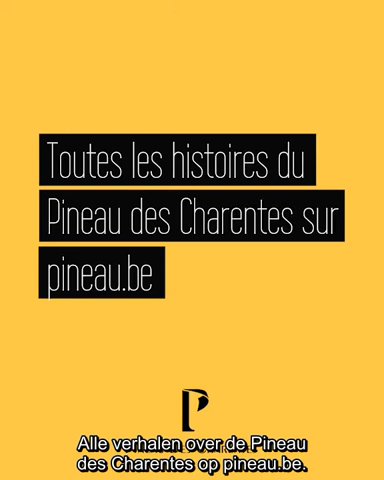 Toutes les histoires du
Pineau des Charentes sur
pineau.be
P
Alle verhalen over de Pineau
des Charentes op pineau.be.